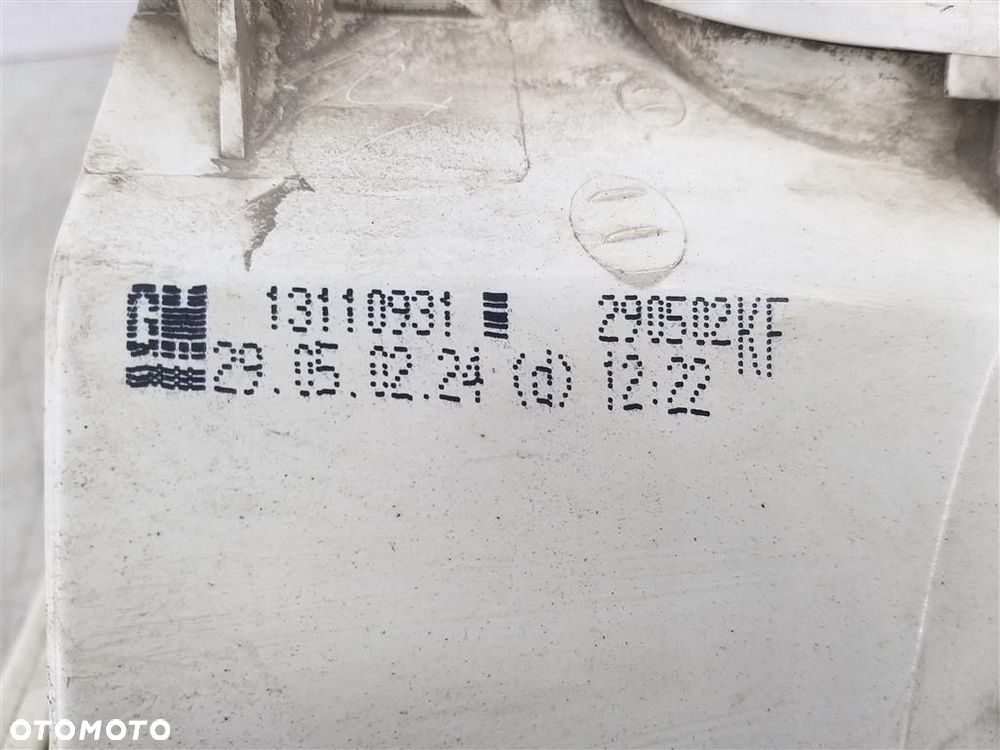 GM 13110931 290502KF
29.05.02.24 (d) 12:22
OTOMOTO